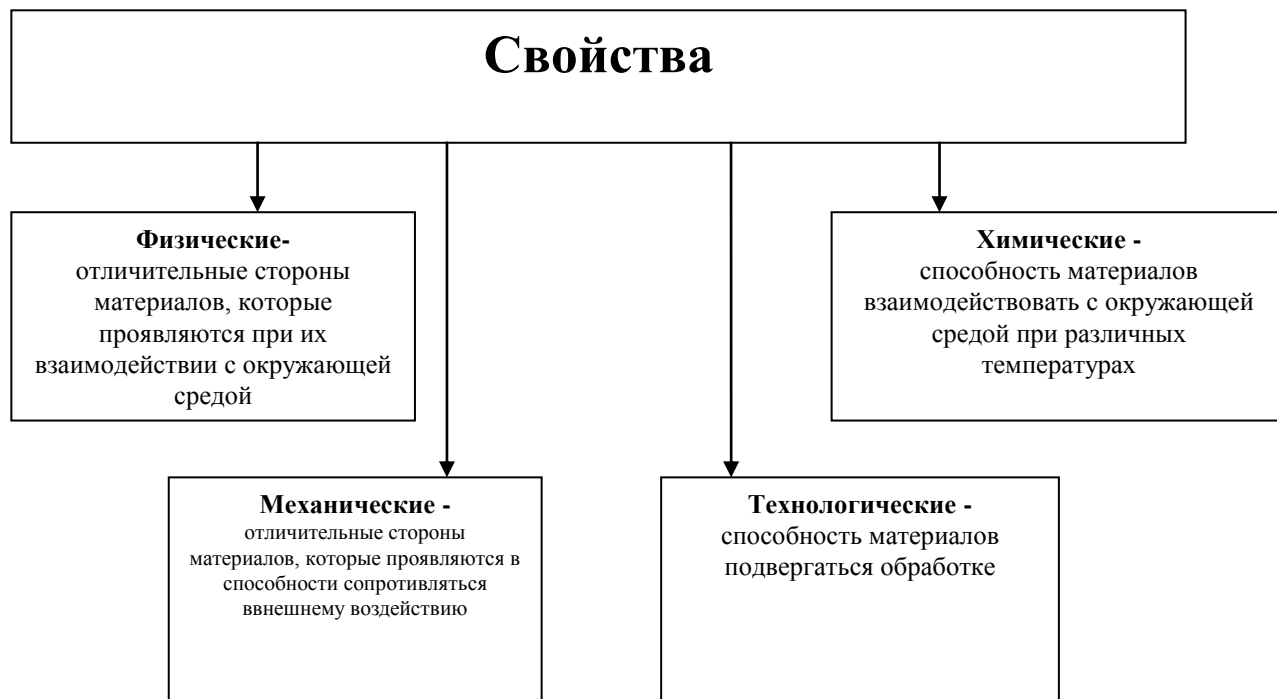 Свойства
Физические-
отличительные стороны
материалов, которые
проявляются при их
взаимодействии с окружающей
средой
Химические -
способность материалов
взаимодействовать с окружающей
средой при различных
температурах
Механические -
отличительные стороны
материалов, которые проявляются в
способности сопротивляться
ввнешнему воздействию
Технологические -
способность материалов
подвергаться обработке